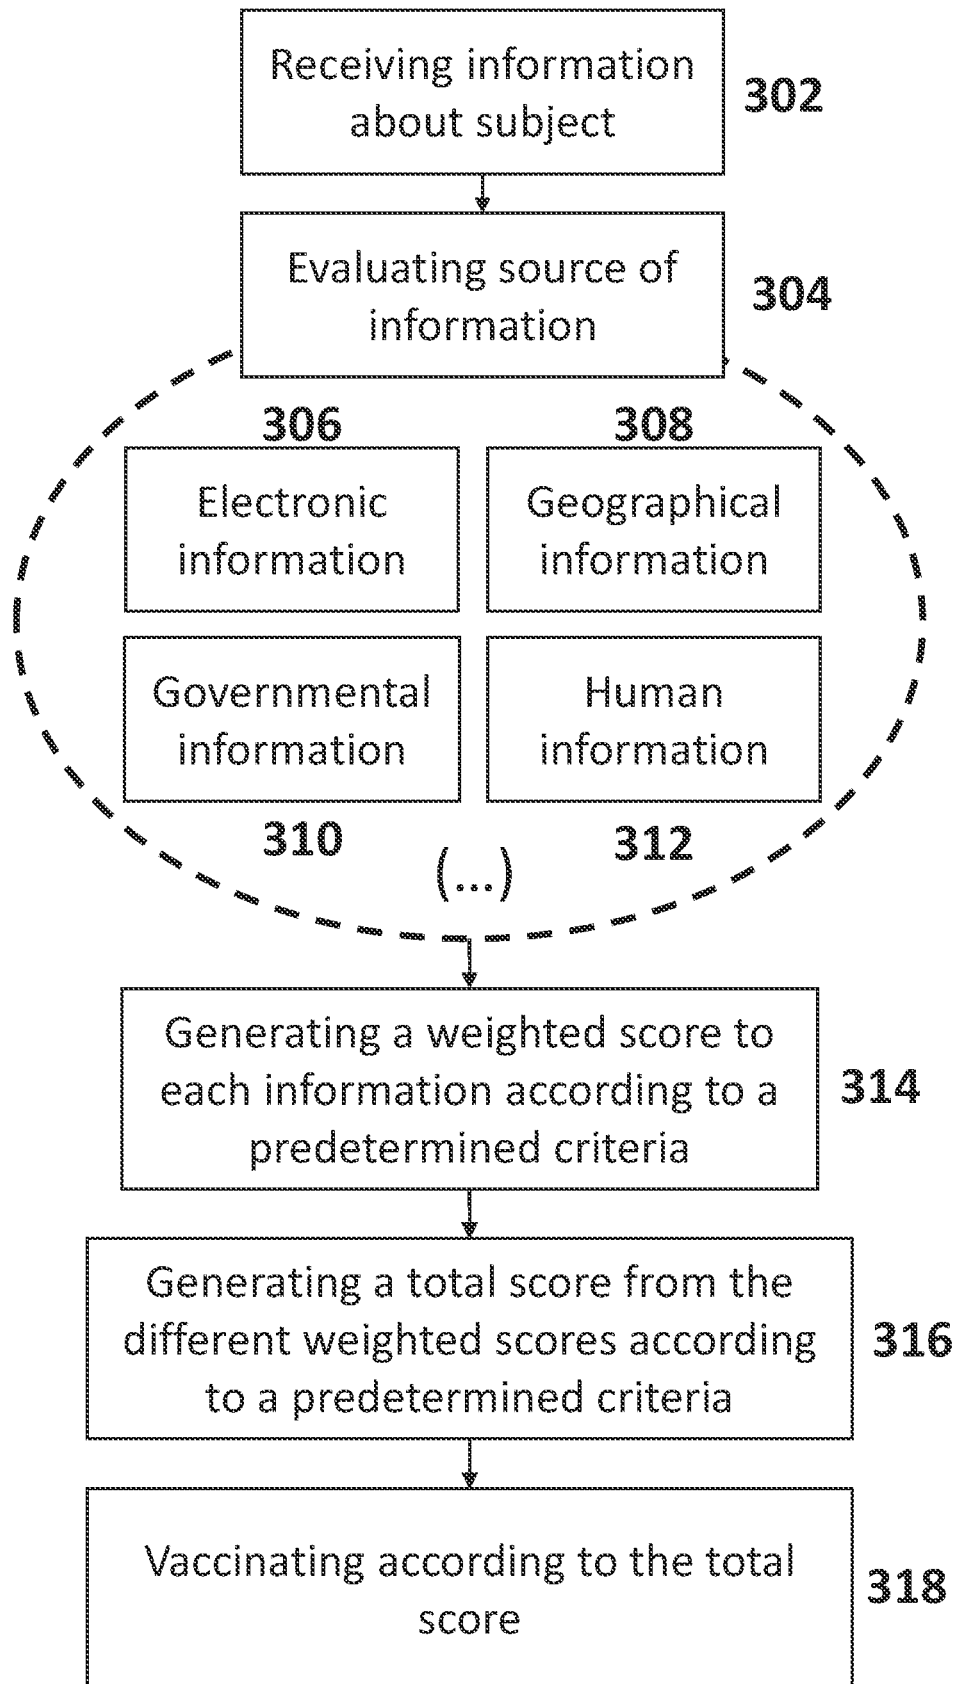 Receiving information
about subject
302
Evaluating source of
information
304
306
308
Electronic
information
Geographical
information
Governmental
information
Human
information
310
312
(...)
Generating a weighted score to
each information according to a
predetermined criteria
314
Generating a total score from the
different weighted scores according
to a predetermined criteria
316
Vaccinating according to the total
score
318